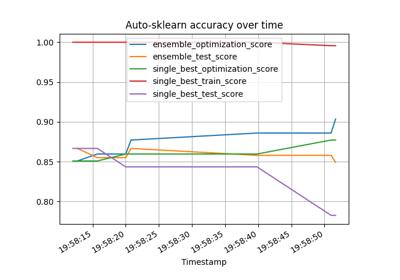 Auto-sklearn accuracy over time
1.00
0.95
0.90
0.85
0.80
ensemble_optimization_score
ensemble_test_score
single_best_optimization_score
single_best_train_score
single_best_test_score
19:58:15
19:58:20
19:58:25
19:58:30
19:58:35
19:58:40
19:58:45
19:58:50
Timestamp